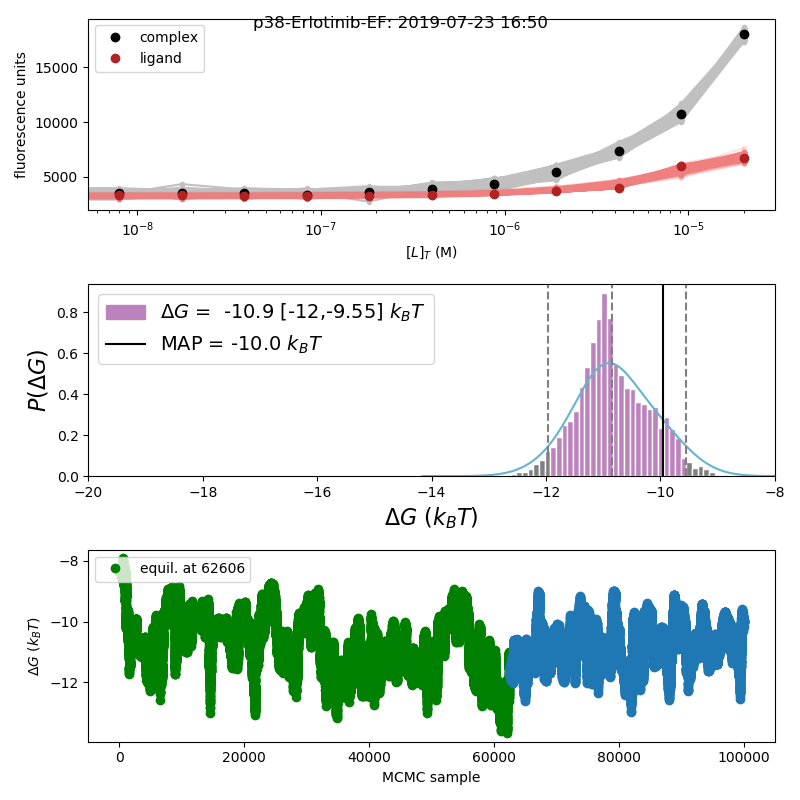 p38-Erlotinib-EF: 2019-07-23 16:50
complex
ligand
fluorescence units
15000
10000
5000
10⁻⁸ 10⁻⁷ 10⁻⁶ 10⁻⁵
[L]_T (M)
ΔG = -10.9 [-12,-9.55] k_BT
MAP = -10.0 k_BT
P(ΔG)
0.8
0.6
0.4
0.2
0.0
−20 −18 −16 −14 −12 −10 −8
ΔG (k_BT)
equil. at 62606
ΔG (k_BT)
−8
−10
−12
0 20000 40000 60000 80000 100000
MCMC sample